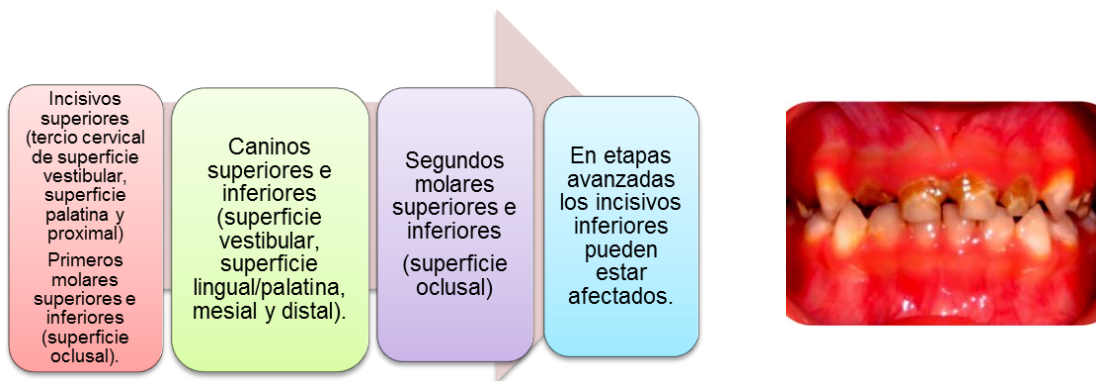 Incisivos
superiores
(tercio cervical
de superficie
vestibular,
superficie
palatina y
proximal)
Primeros
molares
superiores e
inferiores
(superficie
oclusal).
Caninos
superiores e
inferiores
(superficie
vestibular,
superficie
lingual/palatina,
mesial y distal).
Segundos
molares
superiores e
inferiores
(superficie
oclusal)
En etapas
avanzadas
los incisivos
inferiores
pueden
estar
afectados.